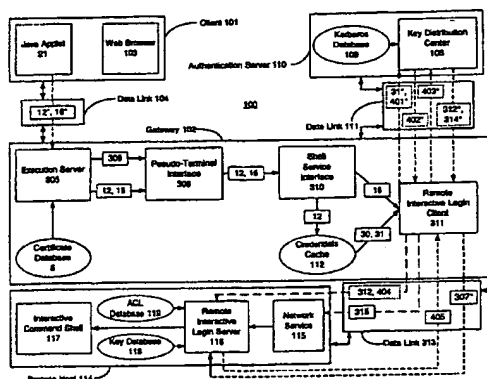 Client 101
Java Applet
21
Web Browser
103
Authentication Server 110
Kerberos
Database
109
Key Distribution
Center
108
12", 16"
Data Link 104
100
Gateway 102
Data Link 111
31",
401"
402"
403"
312",
314"
Execution Server
305
306
12, 15
Pseudo-Terminal
Interface
12, 16
Shell
Service
Interface
310
16
12
30, 31
Credentials
Cache
112
Remote
Interactive Login
Client
311
Certificate
Database
Interactive
Command Shell
117
ACL
Database 119
Key Database
118
Remote
Interactive
Login Server
116
Network
Service
115
312, 404
315
405
307"
Data Link 313